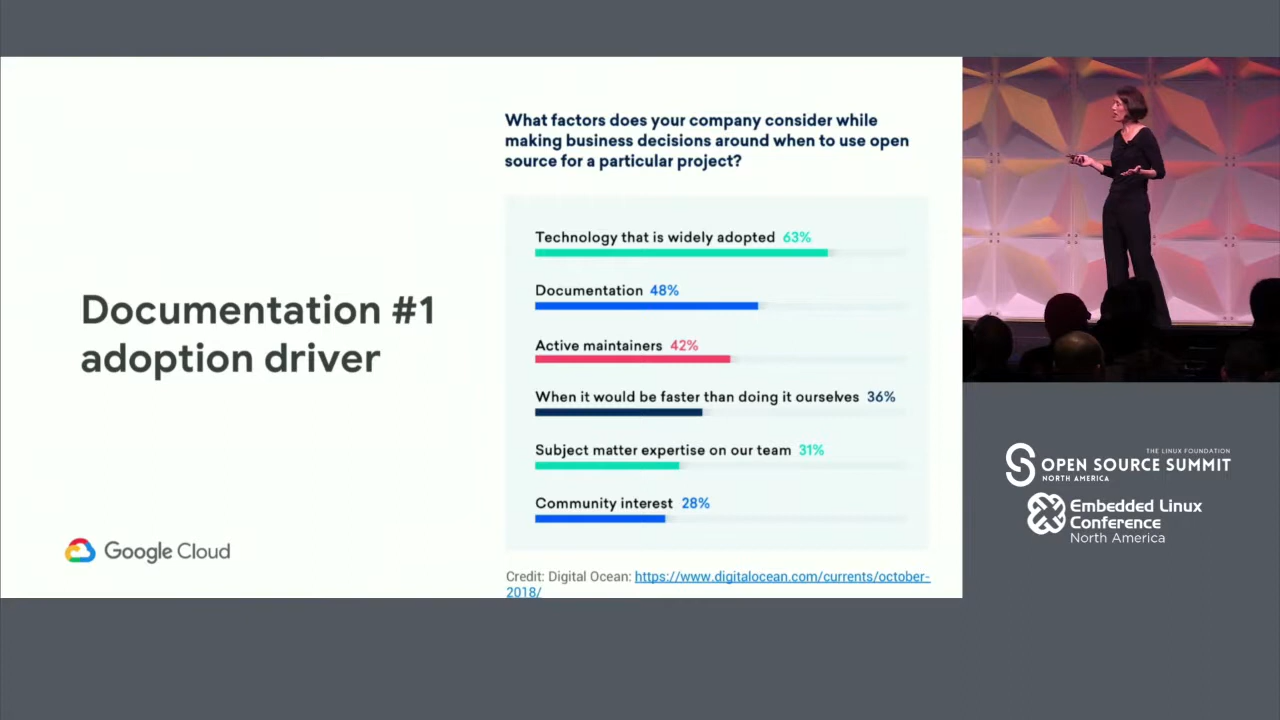 What factors does your company consider while
making business decisions around when to use open
source for a particular project?
Technology that is widely adopted 63%
Documentation 48%
Active maintainers 42%
When it would be faster than doing it ourselves 36%
Subject matter expertise on our team 31%
Community interest 28%
Documentation #1
adoption driver
Google Cloud
Credit: Digital Ocean: https://www.digitalocean.com/currents/october-
2018/
THE LINUX FOUNDATION
OPEN SOURCE SUMMIT
NORTH AMERICA
Embedded Linux
Conference
North America